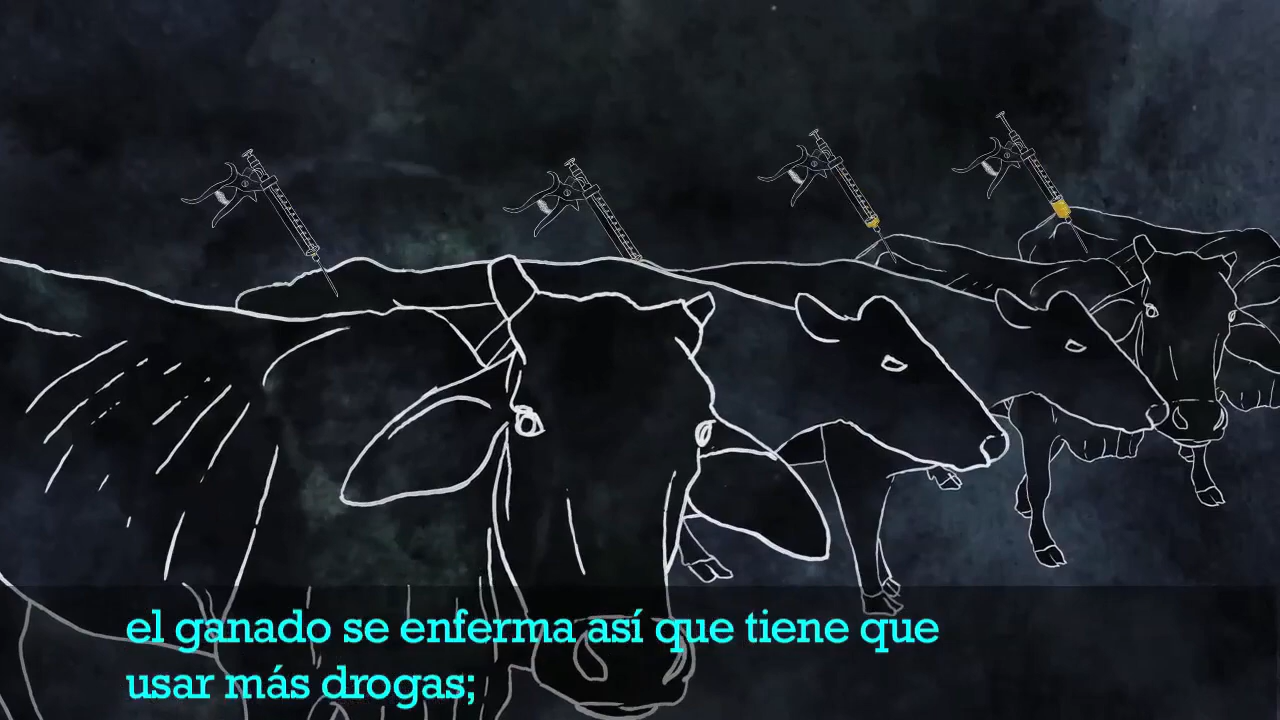 el ganado se enferma así que tiene que
usar más drogas;